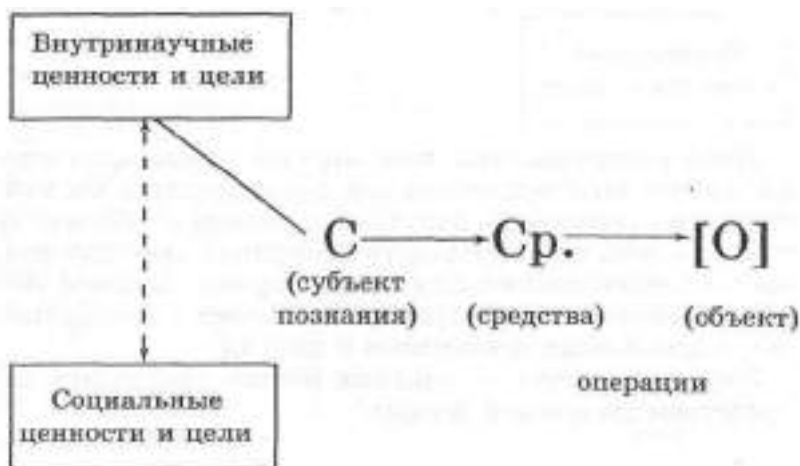 Внутринаучные
ценности и цели
С
Ср.
[О]
(субъект
познания)
(средства)
(объект)
операции
Социальные
ценности и цели